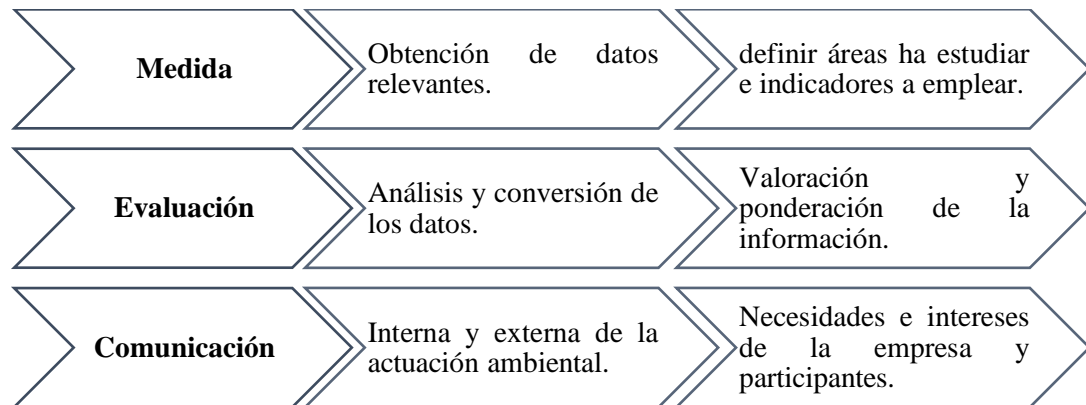 Medida
Obtención de datos
relevantes.
definir áreas ha estudiar
e indicadores a emplear.
Evaluación
Análisis y conversión de
los datos.
Valoración y
ponderación de la
información.
Comunicación
Interna y externa de la
actuación ambiental.
Necesidades e intereses
de la empresa y
participantes.